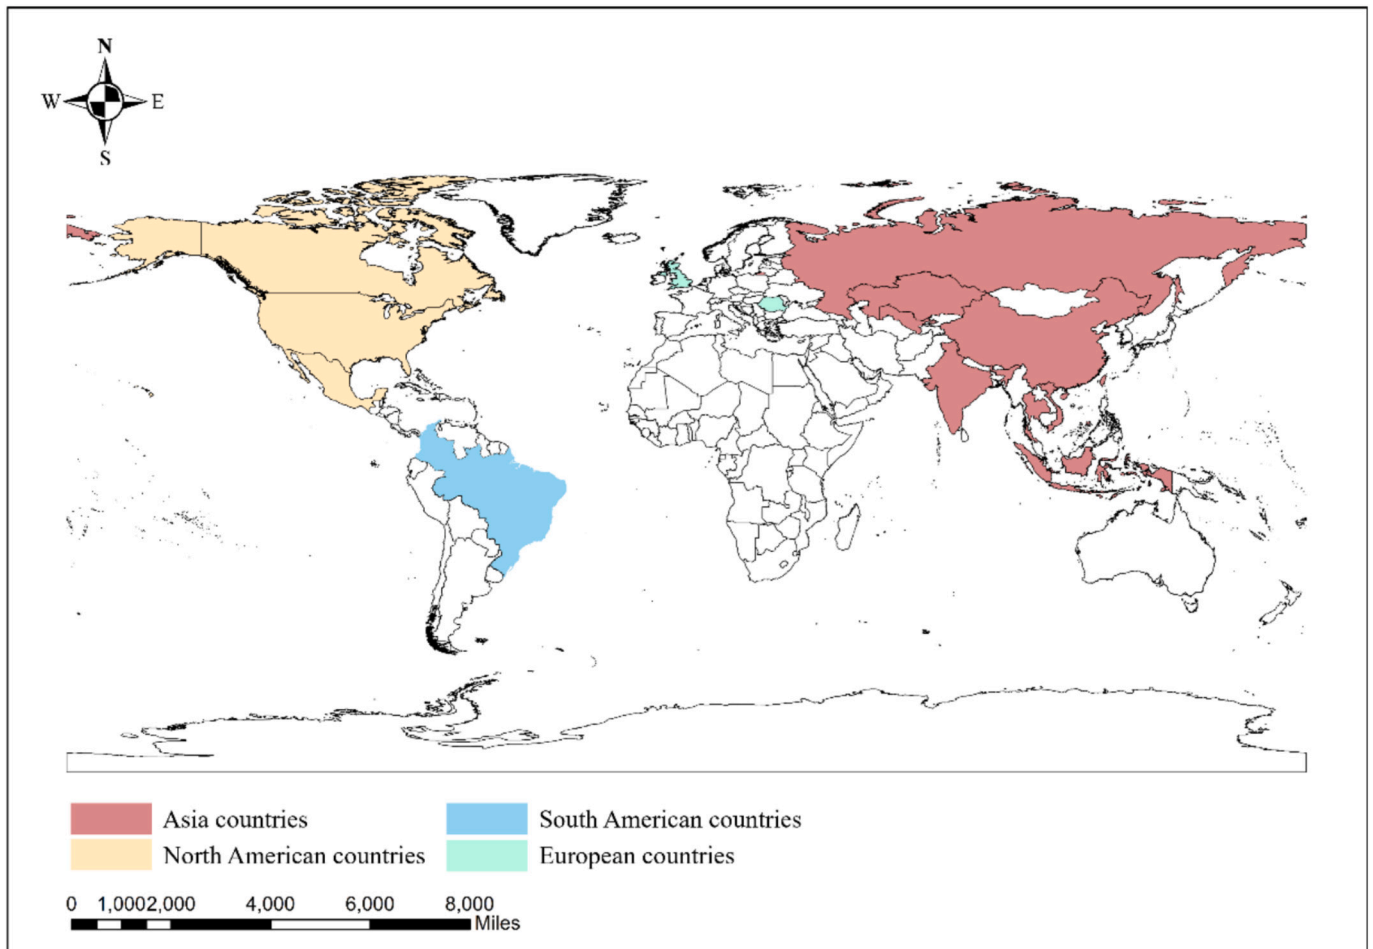 N
W E
S
Asia countries
South American countries
North American countries
European countries
0 1,0002,000 4,000 6,000 8,000
Miles